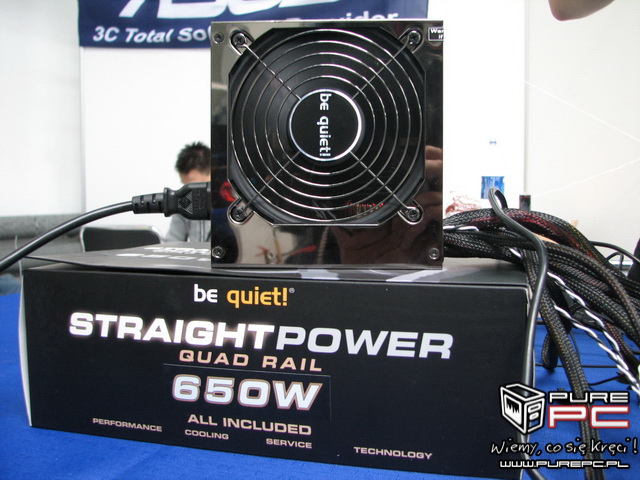 3C Total So
be quiet!
be quiet!®
STRAIGHTPOWER
QUAD RAIL
650W
ALL INCLUDED
PERFORMANCE COOLING SERVICE TECHNOLOGY
PURE PC
Wiemy, co się kręci!
WWW.PUREPC.PL